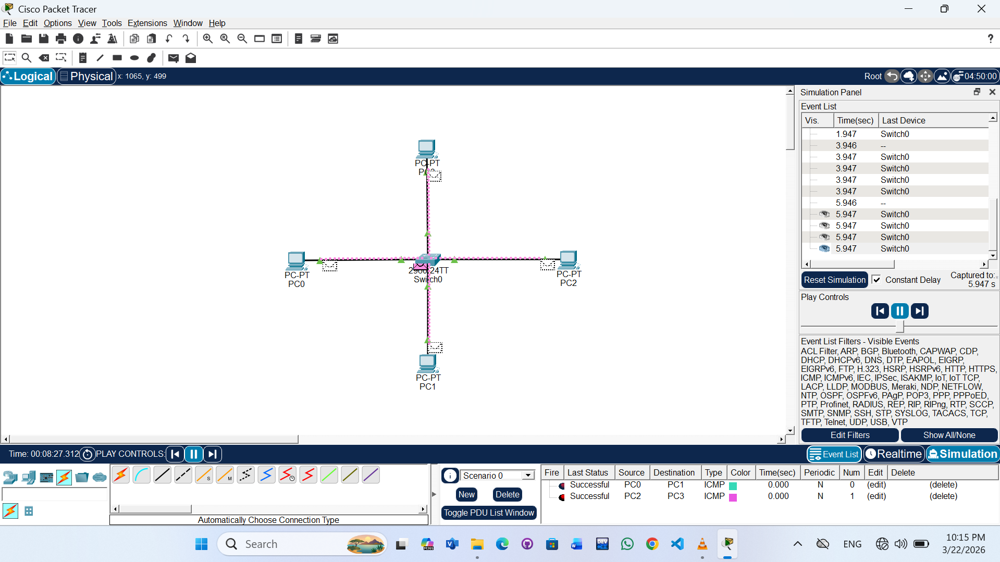 Cisco Packet Tracer
File Edit Options View Tools Extensions Window Help
Logical Physical x: 1065, y: 499 Root 04:50:00
Simulation Panel
Event List
Vis. Time(sec) Last Device
1.947 Switch0
3.946 --
3.947 Switch0
3.947 Switch0
3.947 Switch0
3.947 Switch0
5.946 --
5.947 Switch0
5.947 Switch0
5.947 Switch0
5.947 Switch0
Reset Simulation Constant Delay Captured to:
5.947 s
Play Controls
Event List Filters - Visible Events
ACL Filter, ARP, BGP, Bluetooth, CAPWAP, CDP,
DHCP, DHCPv6, DNS, DTP, EAPOL, EIGRP,
EIGRPv6, FTP, H.323, HSRP, HSRPv6, HTTP, HTTPS,
ICMP, ICMPv6, IEC, IPSec, ISAKMP, IoT, IoT TCP,
LACP, LLDP, MODBUS, Meraki, NDP, NETFLOW,
NTP, OSPF, OSPFv6, PAgP, POP3, PPP, PPPoED,
PTP, Profinet, RADIUS, REP, RIP, RIPng, RTP, SCCP,
SMTP, SNMP, SSH, STP, SYSLOG, TACACS, TCP,
TFTP, Telnet, UDP, USB, VTP
Edit Filters Show All/None
PC-PT
PC-PT
PC0
2960-24TT
Switch0
PC-PT
PC2
PC-PT
PC1
Time: 00:08:27.312 PLAY CONTROLS: Event List Realtime Simulation
S M
Automatically Choose Connection Type
Scenario 0
New Delete
Toggle PDU List Window
Fire Last Status Source Destination Type Color Time(sec) Periodic Num Edit Delete
Successful PC0 PC1 ICMP 0.000 N 0 (edit) (delete)
Successful PC2 PC3 ICMP 0.000 N 1 (edit) (delete)
Search M365 DEV ENG 10:15 PM
3/22/2026